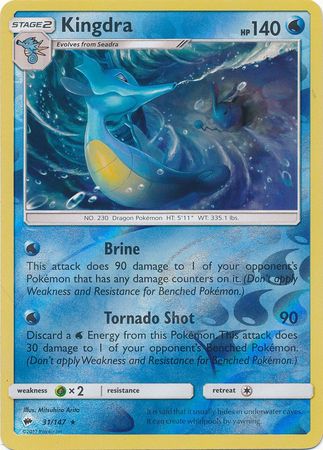 STAGE 2 Kingdra HP 140
Evolves from Seadra
NO. 230 Dragon Pokémon HT: 5'11" WT: 335.1 lbs.
Brine
This attack does 90 damage to 1 of your opponent's
Pokémon that has any damage counters on it. (Don't apply
Weakness and Resistance for Benched Pokémon.)
Tornado Shot 90
Discard a Energy from this Pokémon. This attack does
30 damage to 1 of your opponent's Benched Pokémon.
(Don't apply Weakness and Resistance for Benched Pokémon.)
weakness × 2 resistance retreat
Illus. Mitsuhiro Arita
31/147 ★
©2017 Pokémon
It is said that it usually hides in underwater caves.
It can create whirlpools by yawning.